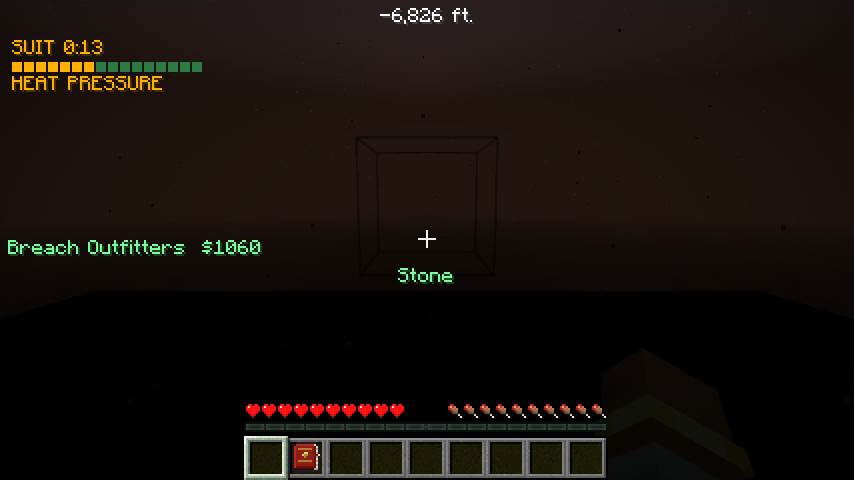 -6,826 ft.
SUIT 0:13
HEAT PRESSURE
Breach Outfitters $1060
Stone